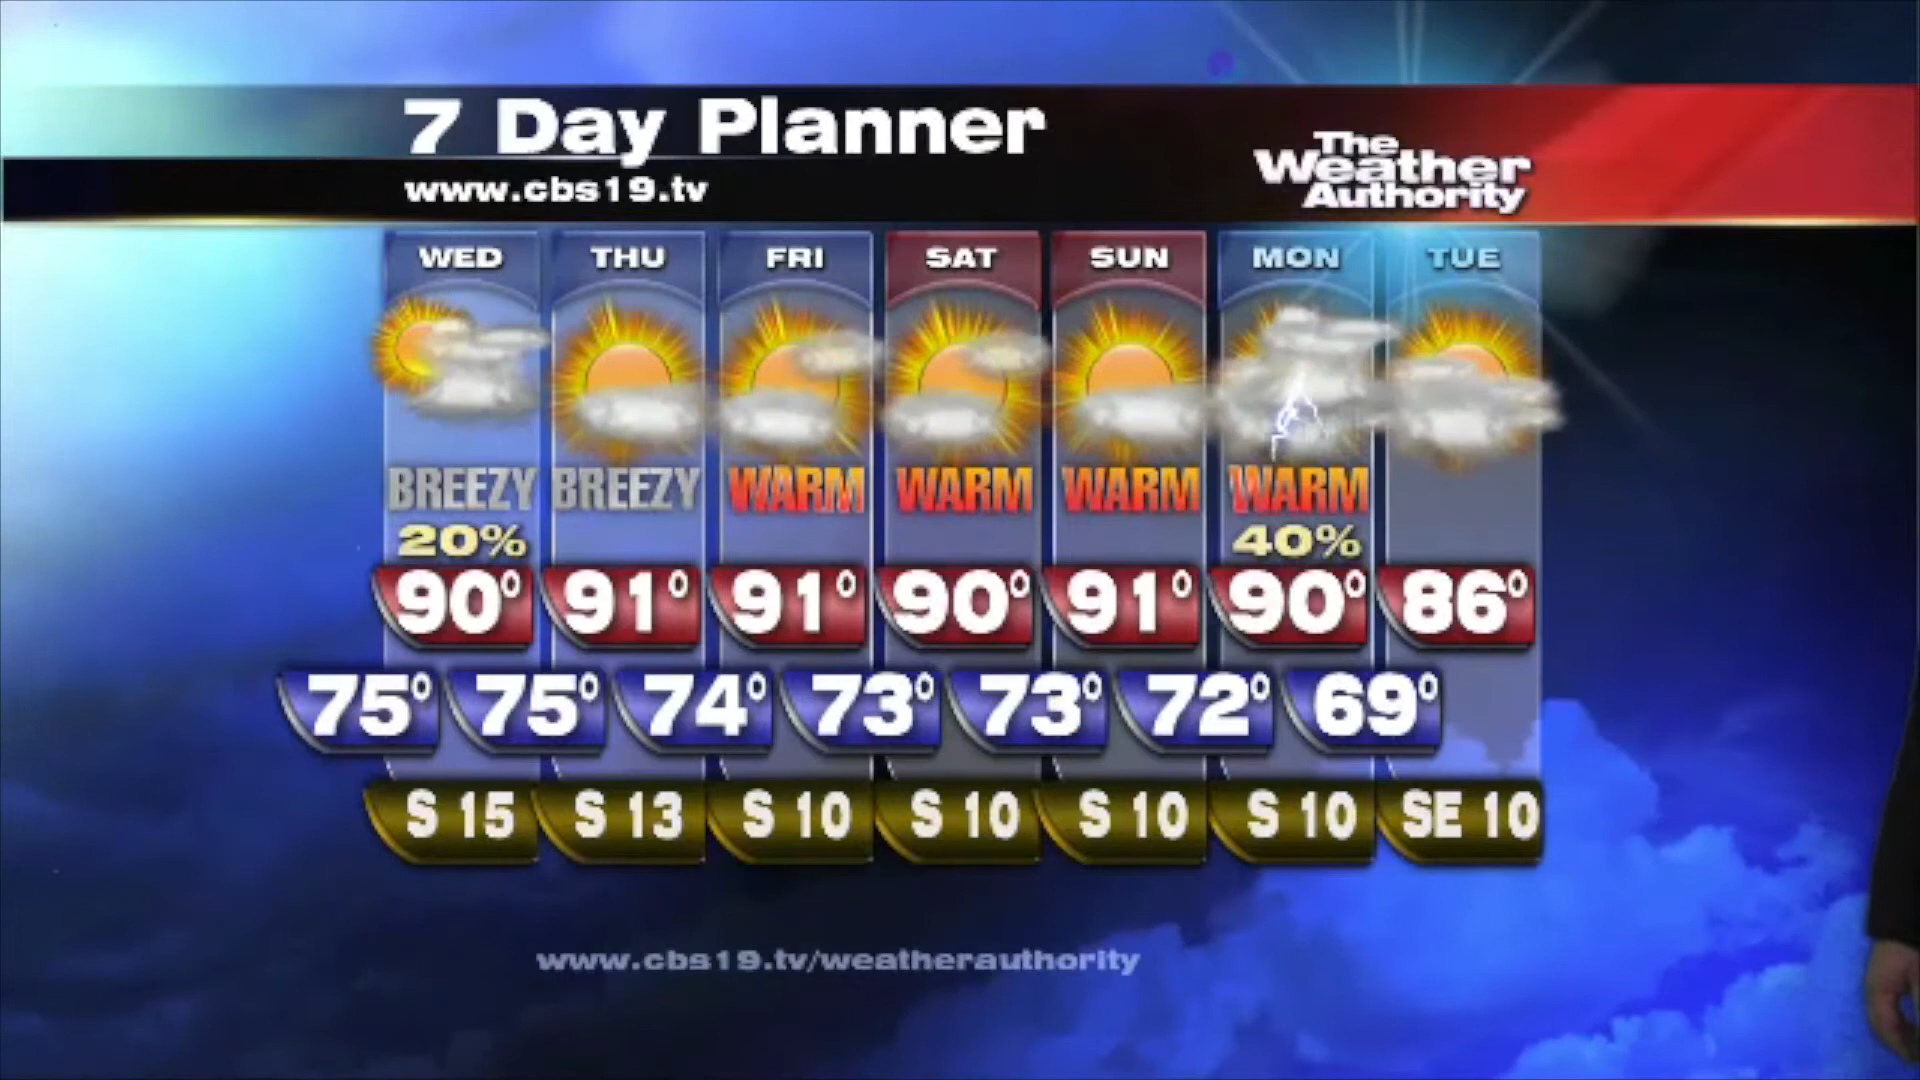 7 Day Planner
www.cbs19.tv
The
Weather
Authority
WED THU FRI SAT SUN MON TUE
BREEZY BREEZY WARM WARM WARM WARM
20% 40%
90° 91° 91° 90° 91° 90° 86°
75° 75° 74° 73° 73° 72° 69°
S 15 S 13 S 10 S 10 S 10 S 10 SE 10
www.cbs19.tv/weatherauthority